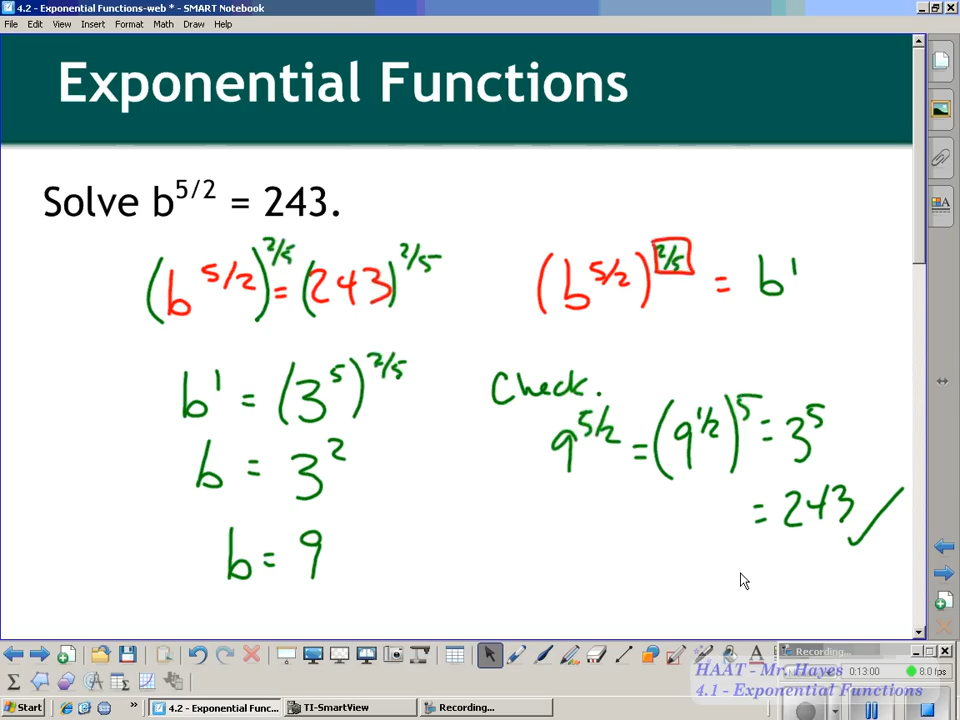 4.2 - Exponential Functions-web * - SMART Notebook
File Edit View Insert Format Math Draw Help
Exponential Functions
Solve b^5/2 = 243.
(b^5/2)^2/5 = (243)^2/5
(b^5/2)^2/5 = b^1
b^1 = (3^5)^2/5
b = 3^2
b = 9
Check.
9^5/2 = (9^1/2)^5 = 3^5
= 243 ✓
Recording...
0:13:00 8.0 fps
HAAT - Mr. Hayes
4.1 - Exponential Functions
Start
4.2 - Exponential Func...
TI-SmartView
Recording...